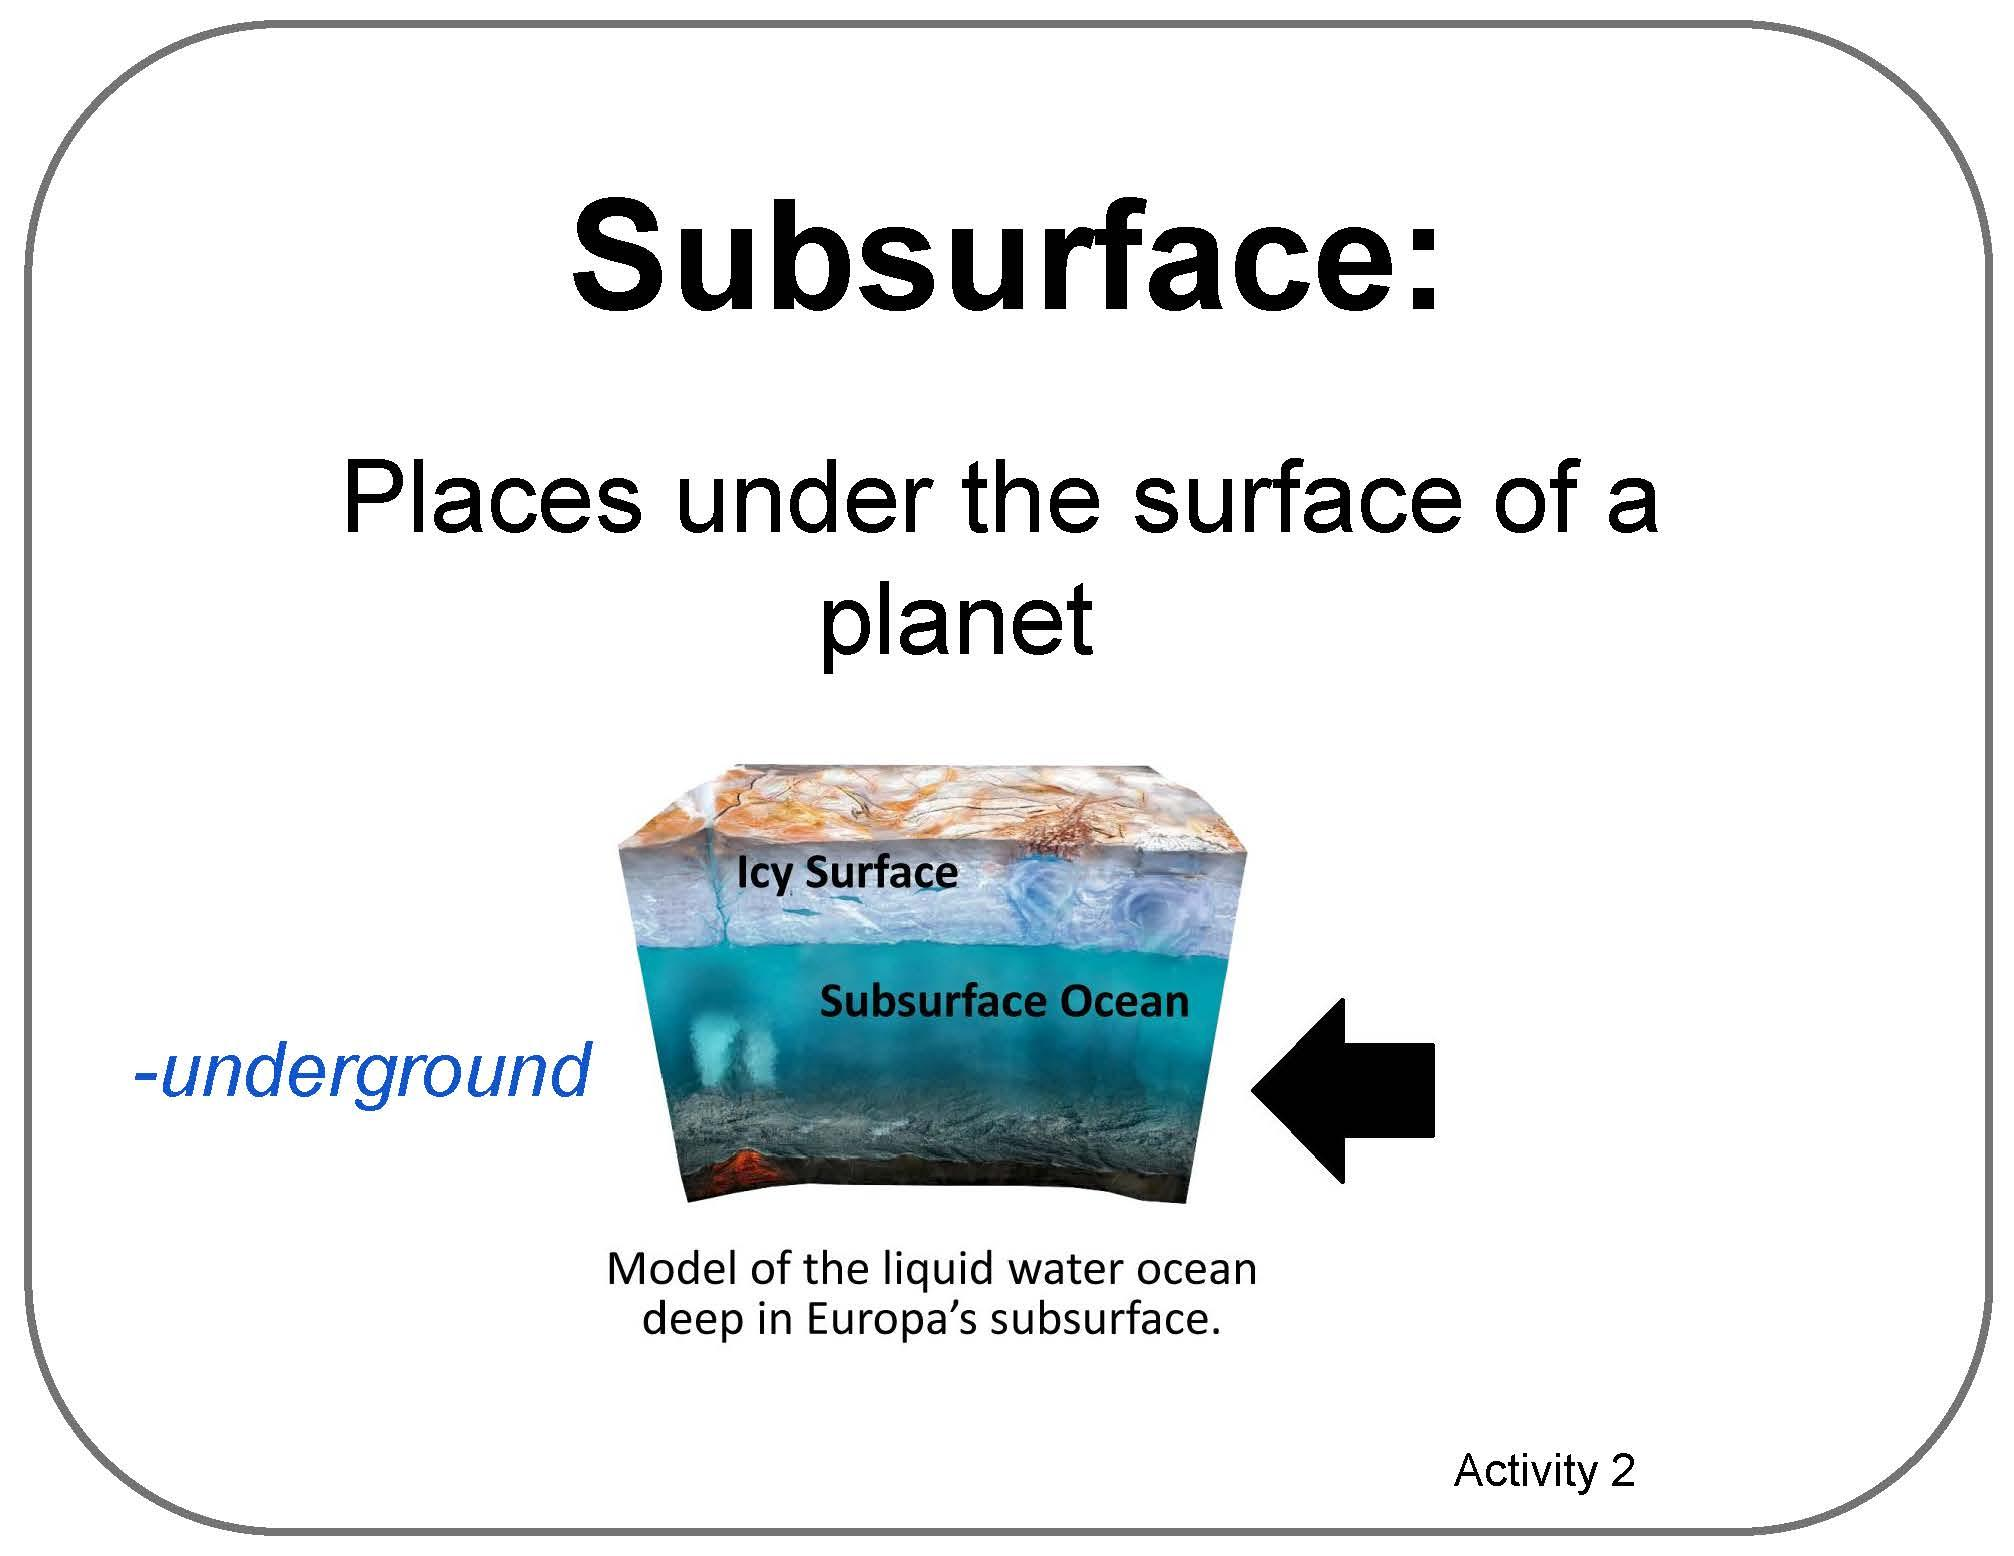 Subsurface:
Places under the surface of a
planet
Icy Surface
Subsurface Ocean
-underground
Model of the liquid water ocean
deep in Europa’s subsurface.
Activity 2